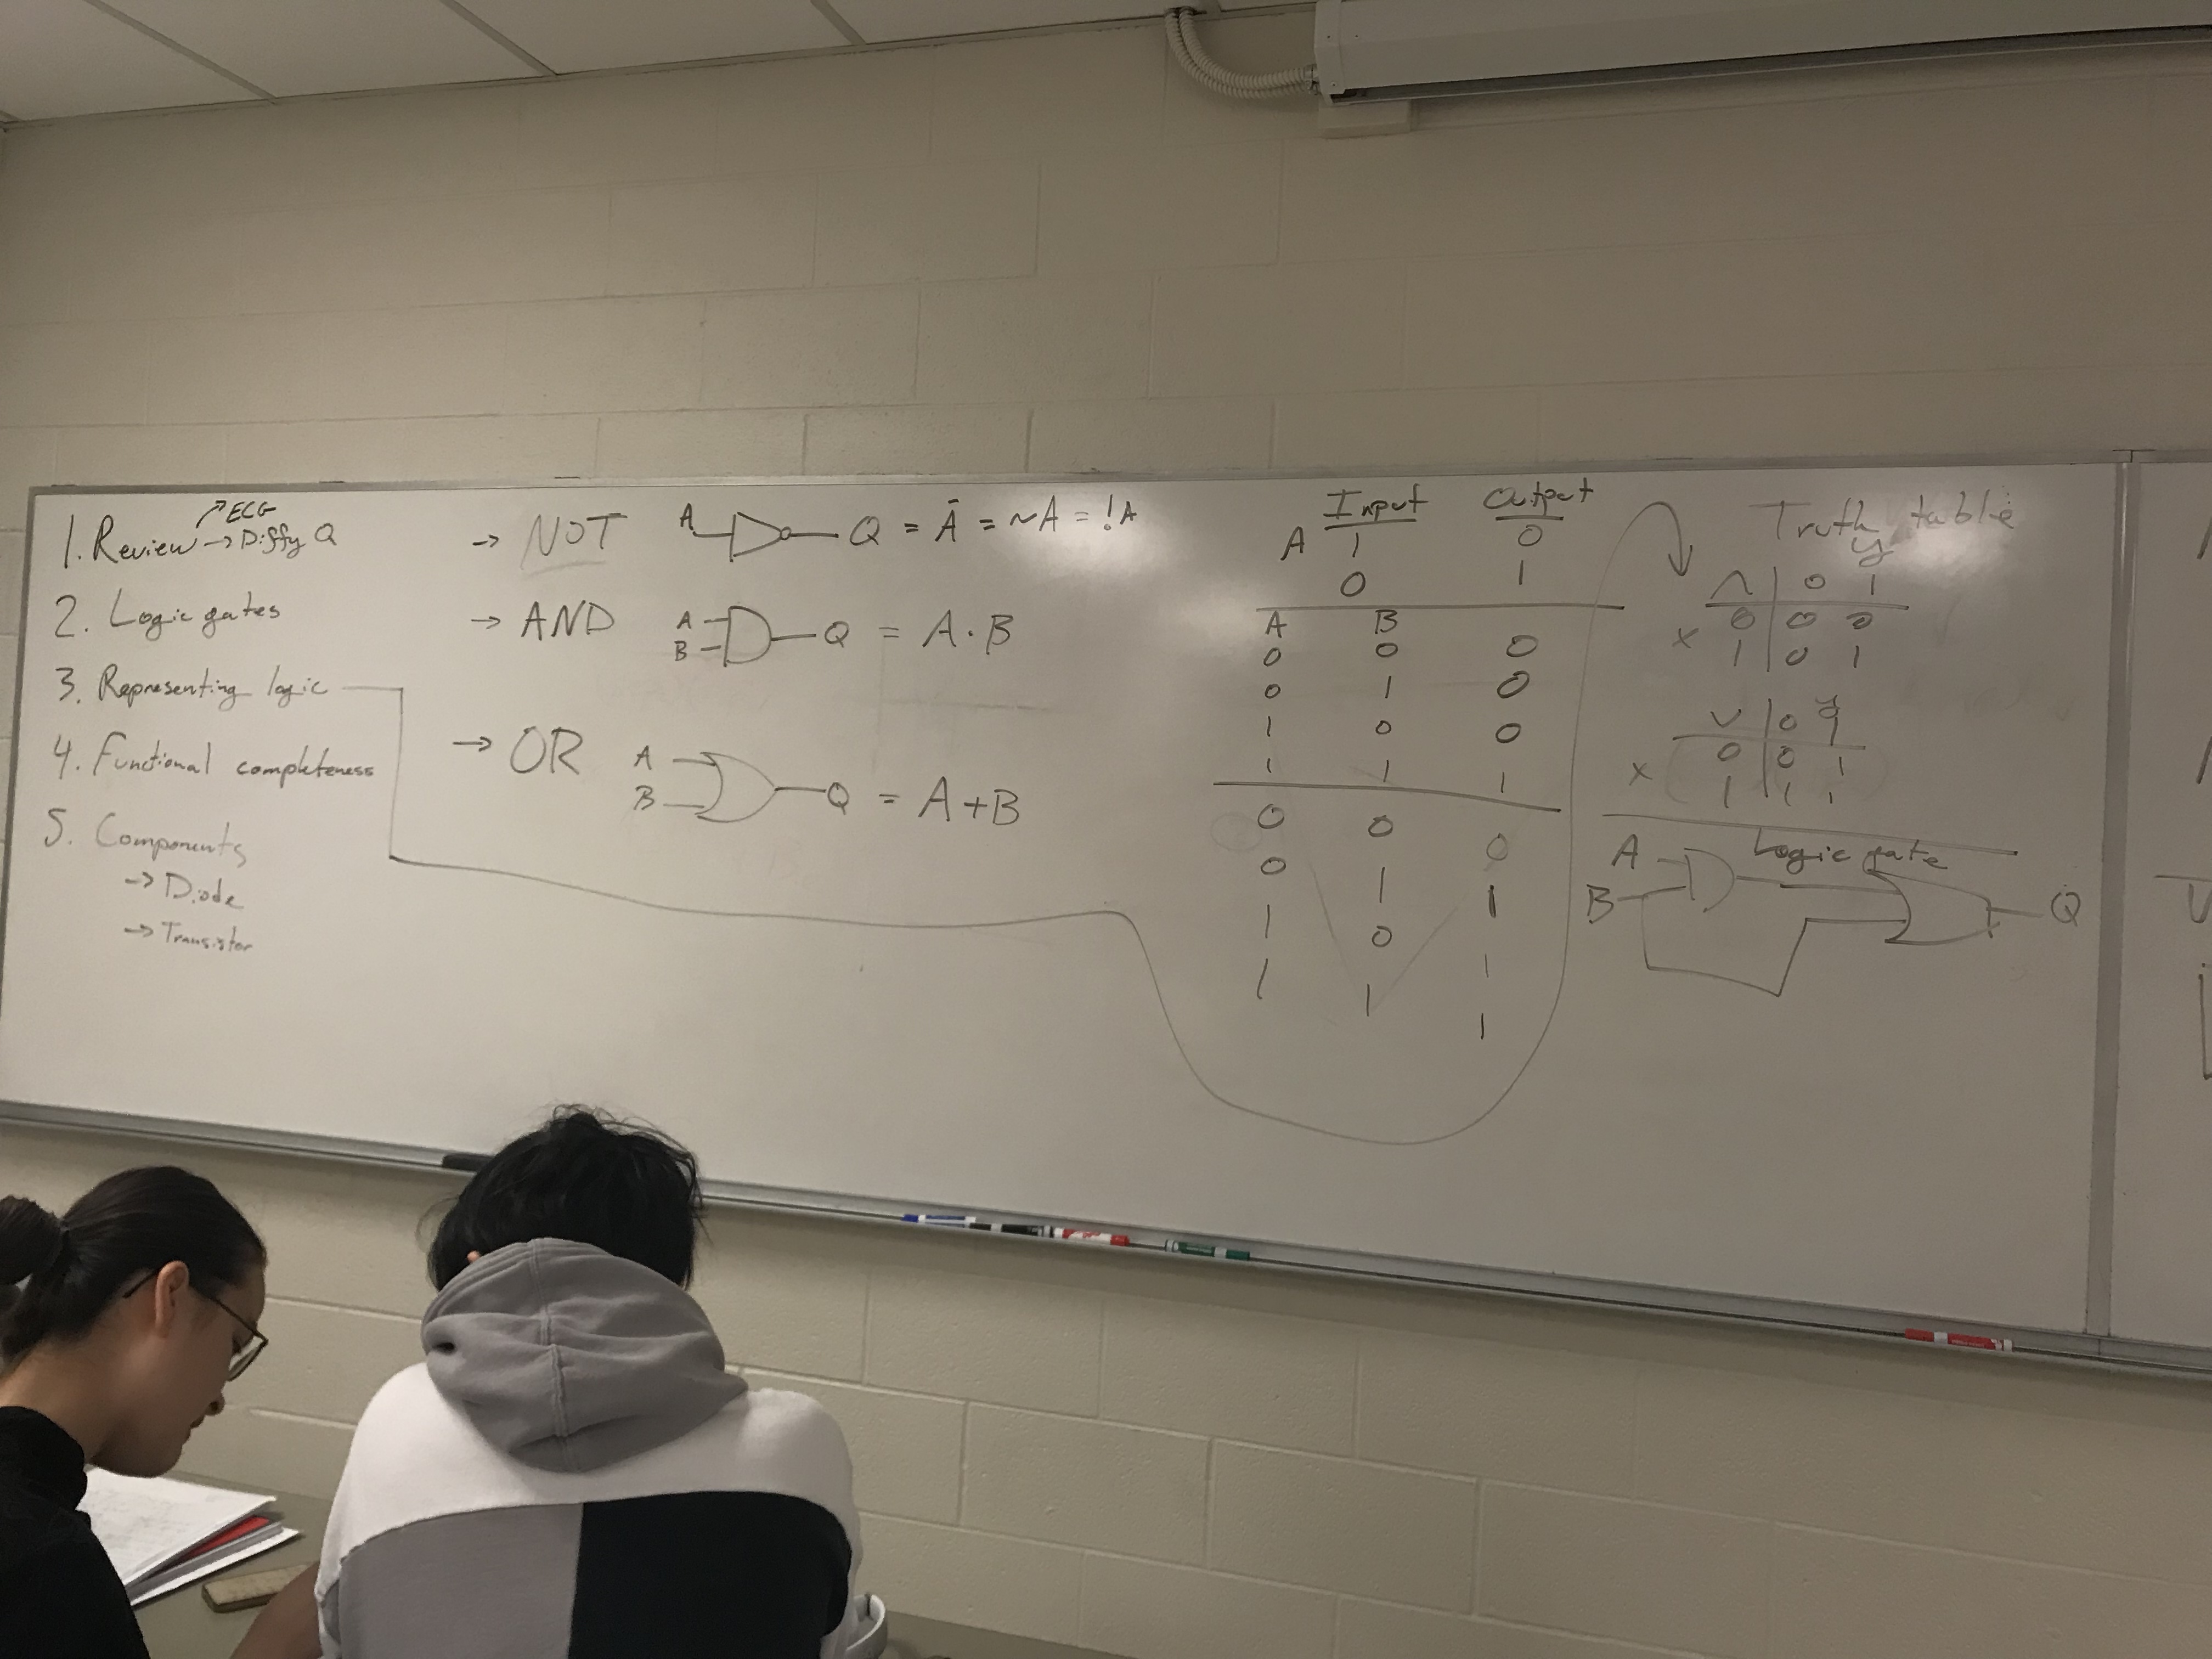 1. Review → ECG
→ Diffy Q
2. Logic gates
3. Representing logic
4. Functional completeness
5. Components
→ Diode
→ Transistor
→ NOT A Q = Ā = ~A = !A
→ AND A B Q = A·B
→ OR A B Q = A+B
Input Output
A 1 0
0 1
A B
0 0 0
0 1 0
1 0 0
1 1 1
0 0 0
0 1 1
1 0 1
1 1 1
Truth table
y
∧ 0 1
x 0 0 0
1 0 1
y
∨ 0 1
x 0 0 1
1 1 1
Logic gate
A
B Q